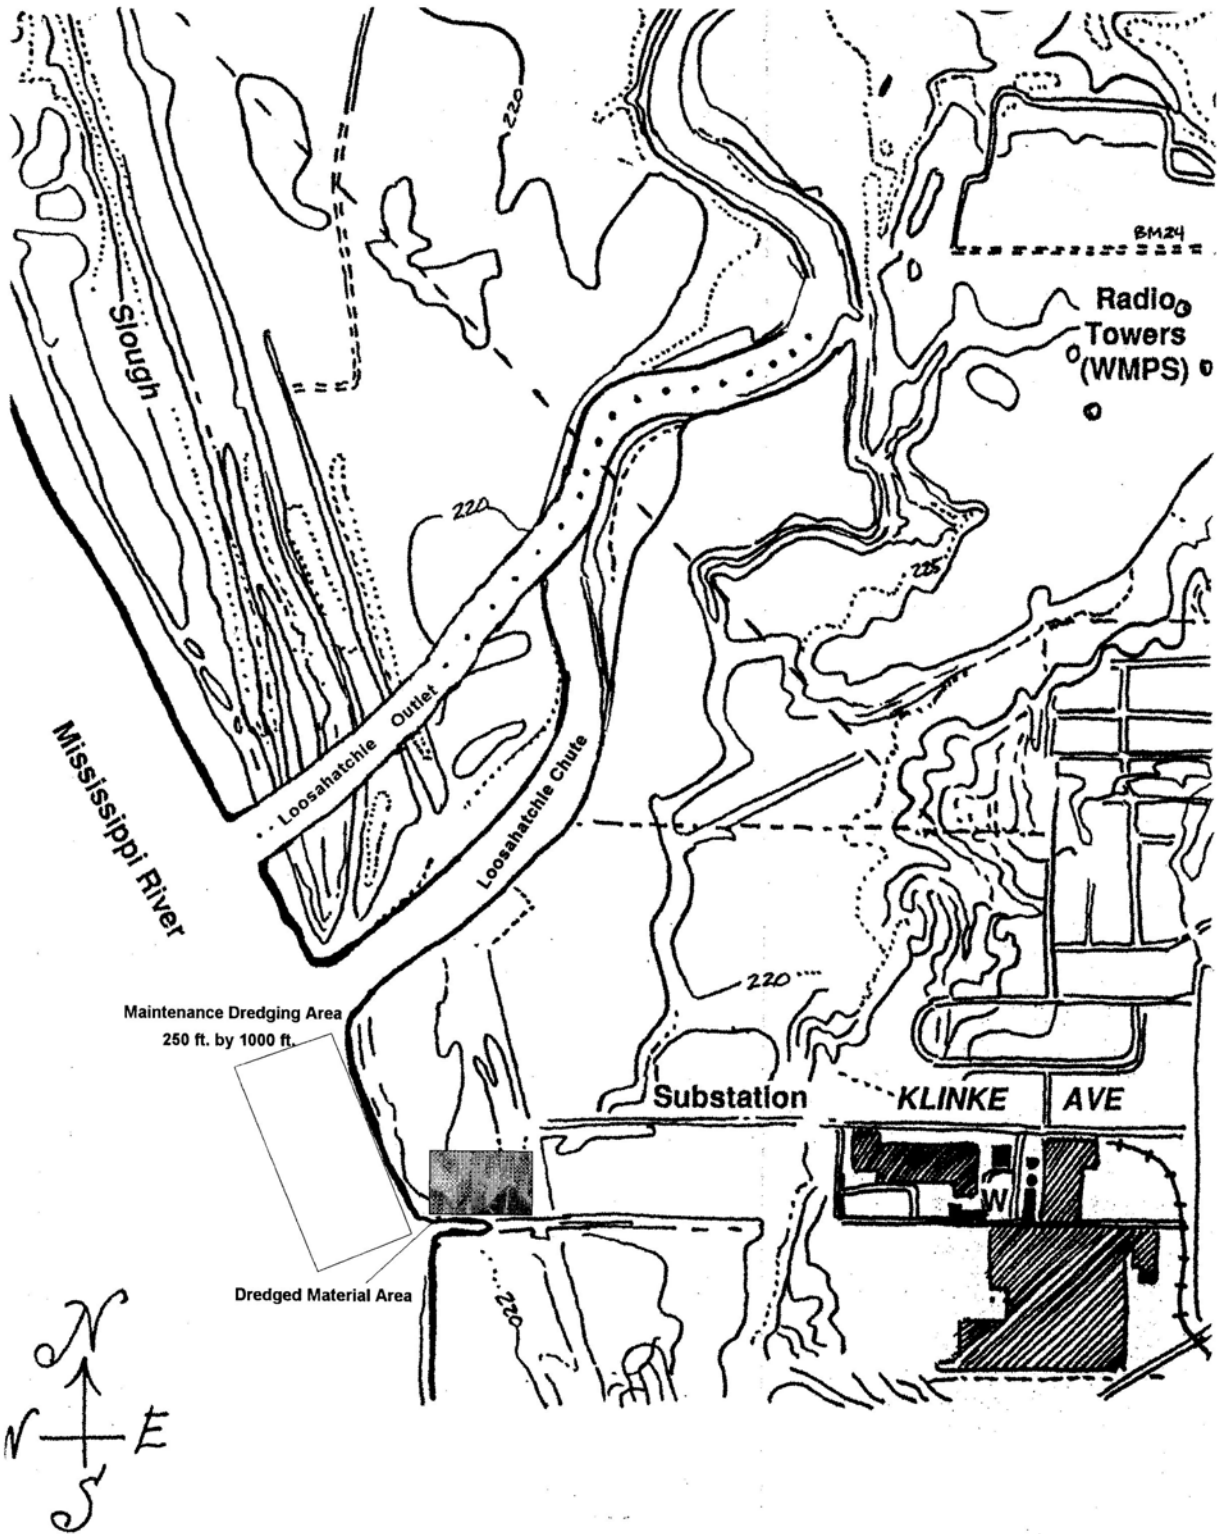 220
BM24
Slough
Radio
Towers
(WMPS)
220
225
Loosahatchie Outlet
Mississippi River
Loosahatchie Chute
220
Maintenance Dredging Area
250 ft. by 1000 ft.
Substation
KLINKE AVE
W
Dredged Material Area
220
N
E
S